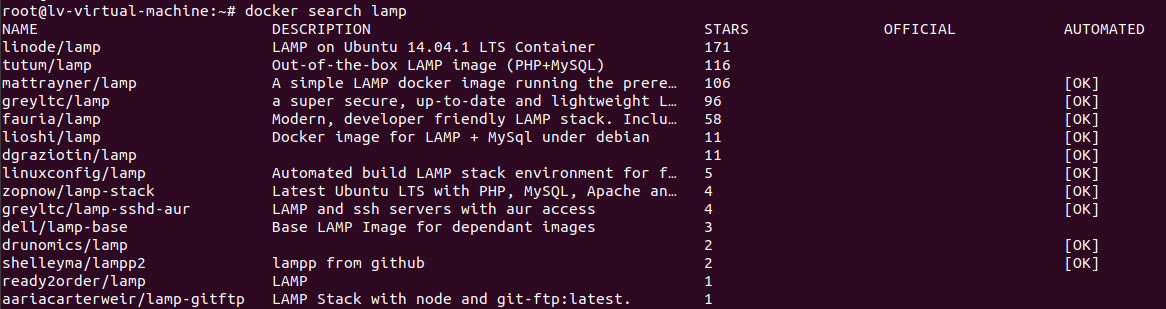 root@lv-virtual-machine:~# docker search lamp
NAME DESCRIPTION STARS OFFICIAL AUTOMATED
linode/lamp LAMP on Ubuntu 14.04.1 LTS Container 171
tutum/lamp Out-of-the-box LAMP image (PHP+MySQL) 116
mattrayner/lamp A simple LAMP docker image running the prere… 106 [OK]
greyltc/lamp a super secure, up-to-date and lightweight L… 96 [OK]
fauria/lamp Modern, developer friendly LAMP stack. Inclu… 58 [OK]
lioshi/lamp Docker image for LAMP + MySql under debian 11 [OK]
dgraziotin/lamp 11 [OK]
linuxconfig/lamp Automated build LAMP stack environment for f… 5 [OK]
zopnow/lamp-stack Latest Ubuntu LTS with PHP, MySQL, Apache an… 4 [OK]
greyltc/lamp-sshd-aur LAMP and ssh servers with aur access 4 [OK]
dell/lamp-base Base LAMP Image for dependant images 3
drunomics/lamp 2 [OK]
shelleyma/lampp2 lampp from github 2 [OK]
ready2order/lamp LAMP 1
aariacarterweir/lamp-gitftp LAMP Stack with node and git-ftp:latest. 1